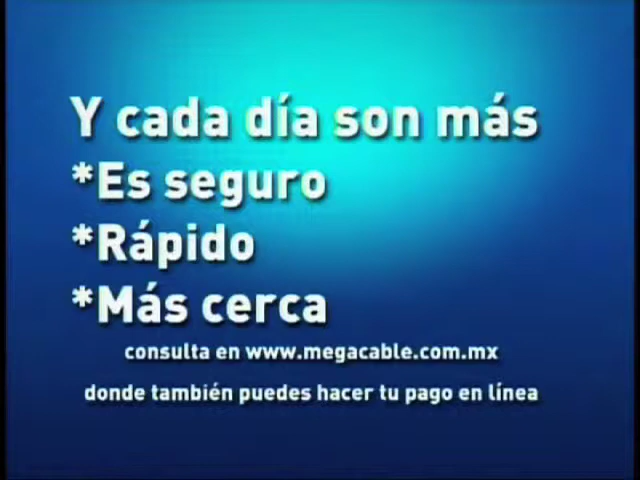 Y cada día son más
*Es seguro
*Rápido
*Más cerca
consulta en www.megacable.com.mx
donde también puedes hacer tu pago en línea